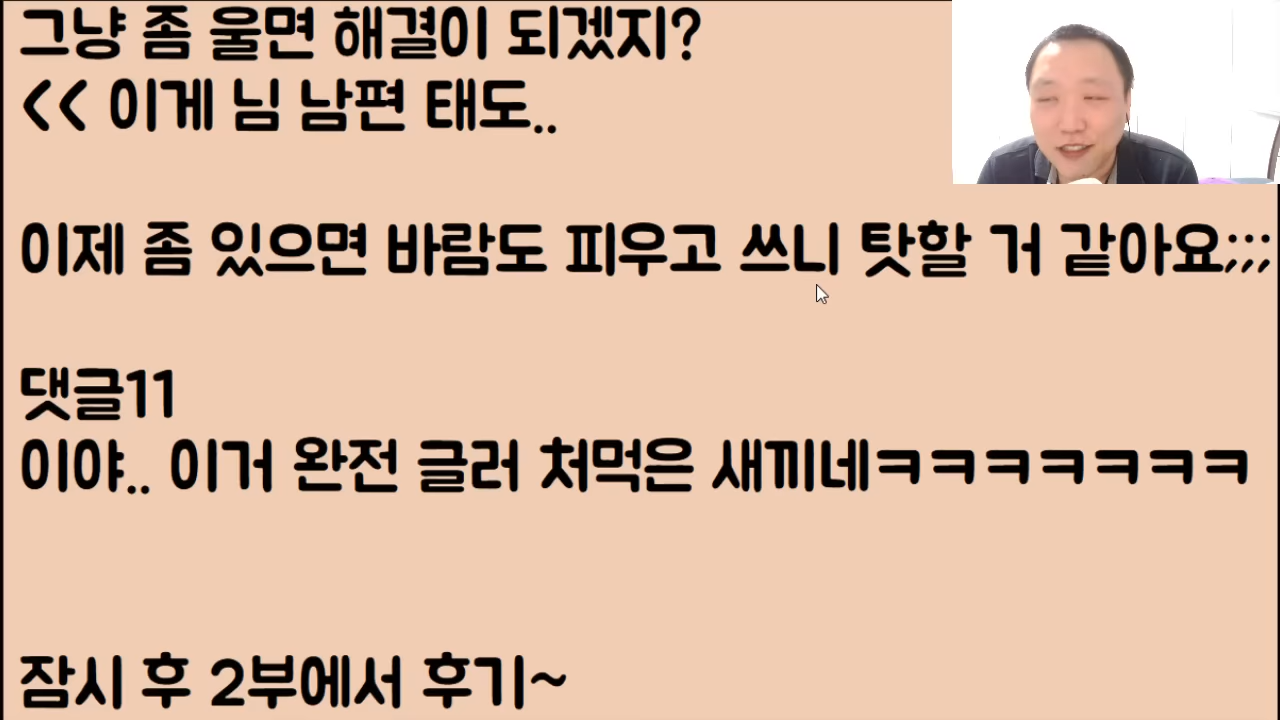 그냥 좀 울면 해결이 되겠지?
<< 이게 님 남편 태도..
이제 좀 있으면 바람도 피우고 쓰니 탓할 거 같아요;;;
댓글11
이야.. 이거 완전 글러 처먹은 새끼네ㅋㅋㅋㅋㅋㅋㅋ
잠시 후 2부에서 후기~